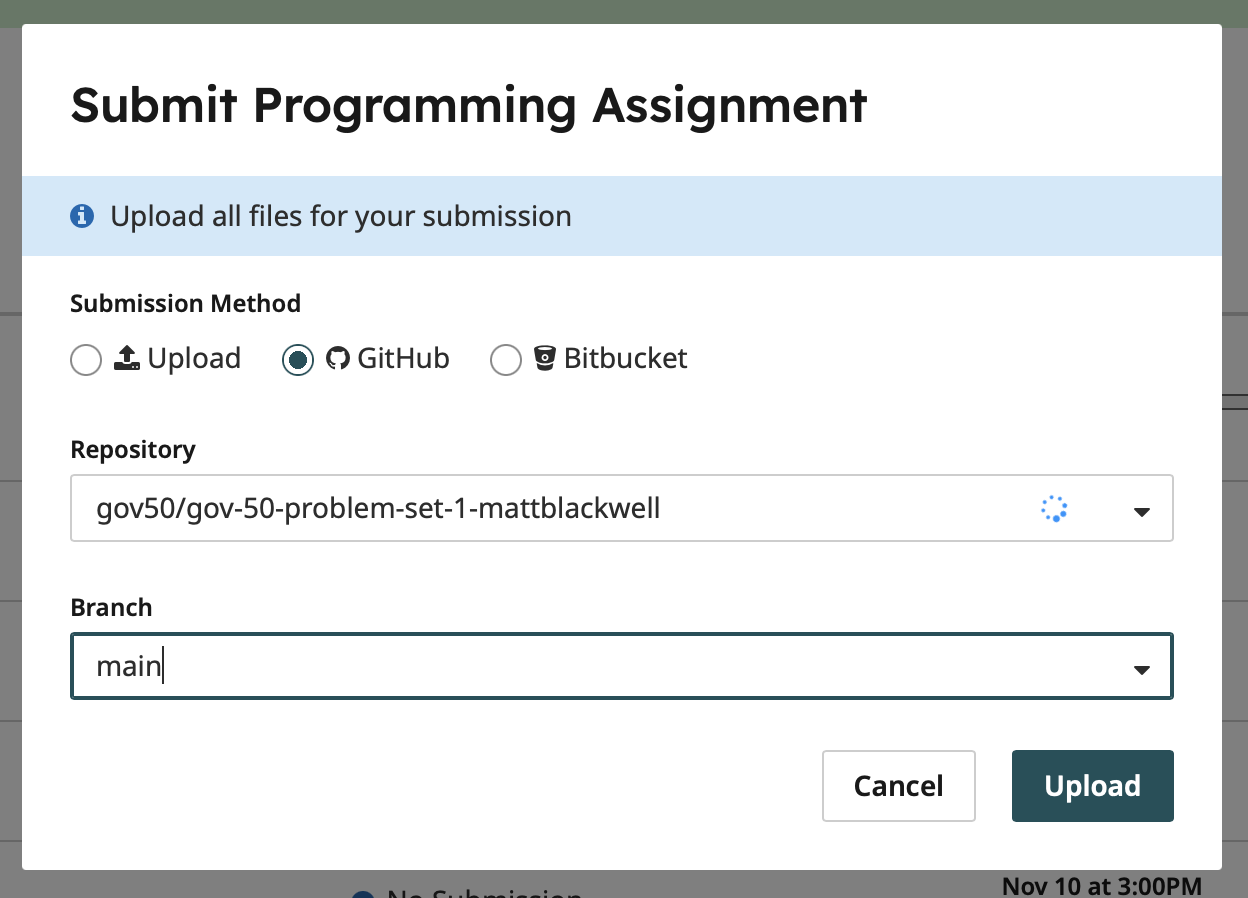 Submit Programming Assignment
Upload all files for your submission
Submission Method
Upload GitHub Bitbucket
Repository
gov50/gov-50-problem-set-1-mattblackwell
Branch
main
Cancel Upload
No Submission
Nov 10 at 3:00PM